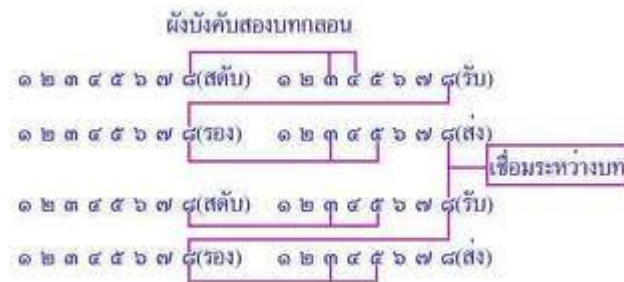 ผังบังคับสองบทกลอน
๑ ๒ ๓ ๔ ๕ ๖ ๗ ๘(สดับ) ๑ ๒ ๓ ๔ ๕ ๖ ๗ ๘(รับ)
๑ ๒ ๓ ๔ ๕ ๖ ๗ ๘(รอง) ๑ ๒ ๓ ๔ ๕ ๖ ๗ ๘(ส่ง)
เชื่อมระหว่างบท
๑ ๒ ๓ ๔ ๕ ๖ ๗ ๘(สดับ) ๑ ๒ ๓ ๔ ๕ ๖ ๗ ๘(รับ)
๑ ๒ ๓ ๔ ๕ ๖ ๗ ๘(รอง) ๑ ๒ ๓ ๔ ๕ ๖ ๗ ๘(ส่ง)